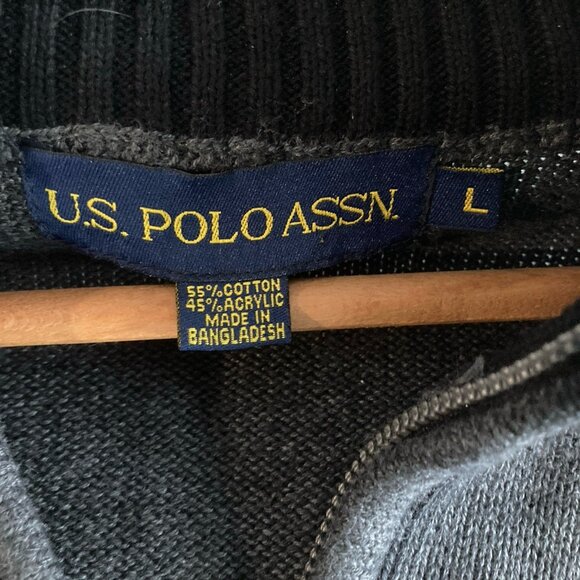 U.S. POLO ASSN.
L
55%COTTON
45%ACRYLIC
MADE IN
BANGLADESH